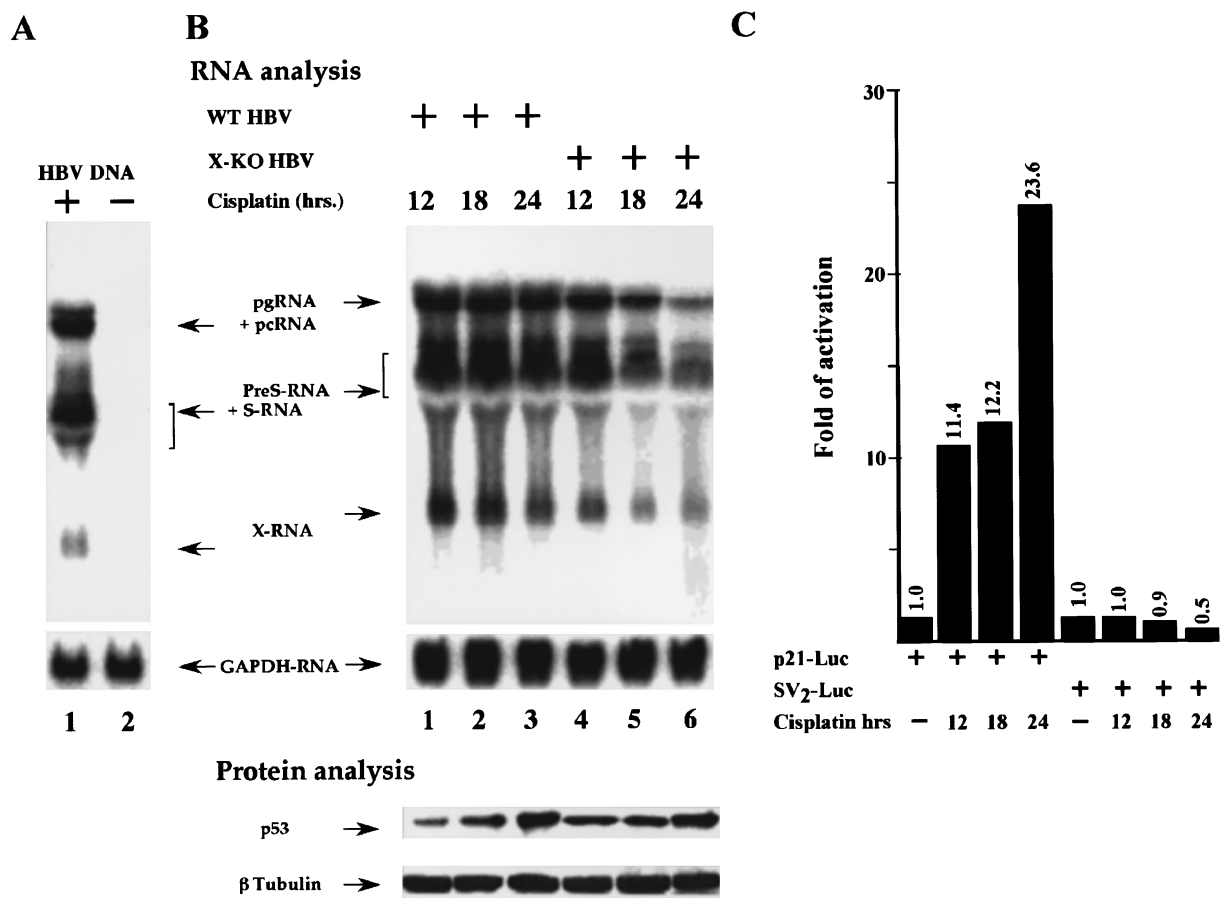 A
HBV DNA
+ −
1 2
B
RNA analysis
WT HBV + + +
X-KO HBV + + +
Cisplatin (hrs.) 12 18 24 12 18 24
pgRNA
+ pcRNA
PreS-RNA
+ S-RNA
X-RNA
GAPDH-RNA
1 2 3 4 5 6
Protein analysis
p53
β Tubulin
C
Fold of activation
30
20
10
1.0 11.4 12.2 23.6 1.0 1.0 0.9 0.5
p21-Luc + + + +
SV2-Luc + + + +
Cisplatin hrs − 12 18 24 − 12 18 24